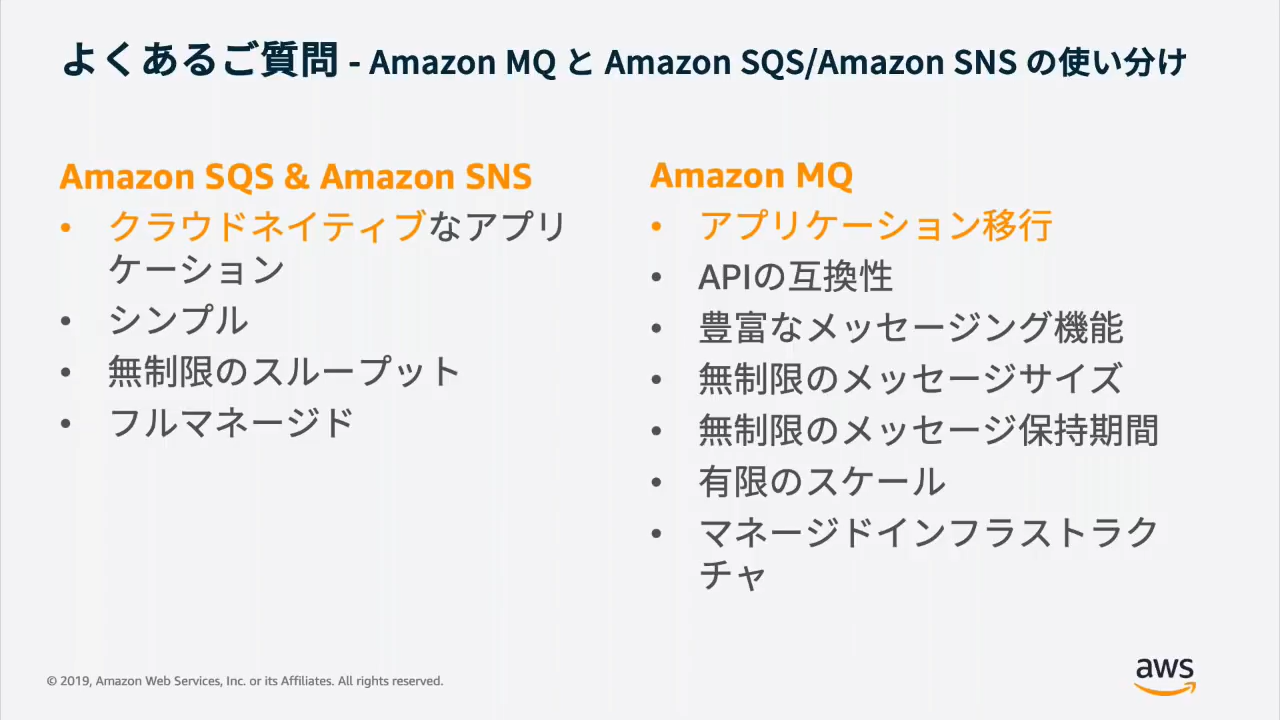 よくあるご質問 - Amazon MQ と Amazon SQS/Amazon SNS の使い分け
Amazon SQS & Amazon SNS
• クラウドネイティブなアプリ
ケーション
• シンプル
• 無制限のスループット
• フルマネージド
Amazon MQ
• アプリケーション移行
• APIの互換性
• 豊富なメッセージング機能
• 無制限のメッセージサイズ
• 無制限のメッセージ保持期間
• 有限のスケール
• マネージドインフラストラク
チャ
© 2019, Amazon Web Services, Inc. or its Affiliates. All rights reserved.
aws